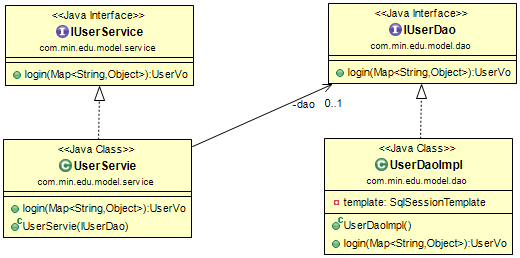 <<Java Interface>>
IUserService
com.min.edu.model.service
login(Map<String,Object>):UserVo
<<Java Interface>>
IUserDao
com.min.edu.model.dao
login(Map<String,Object>):UserVo
-dao 0..1
<<Java Class>>
UserServie
com.min.edu.model.service
login(Map<String,Object>):UserVo
UserServie(IUserDao)
<<Java Class>>
UserDaoImpl
com.min.edu.model.dao
template: SqlSessionTemplate
UserDaoImpl()
login(Map<String,Object>):UserVo